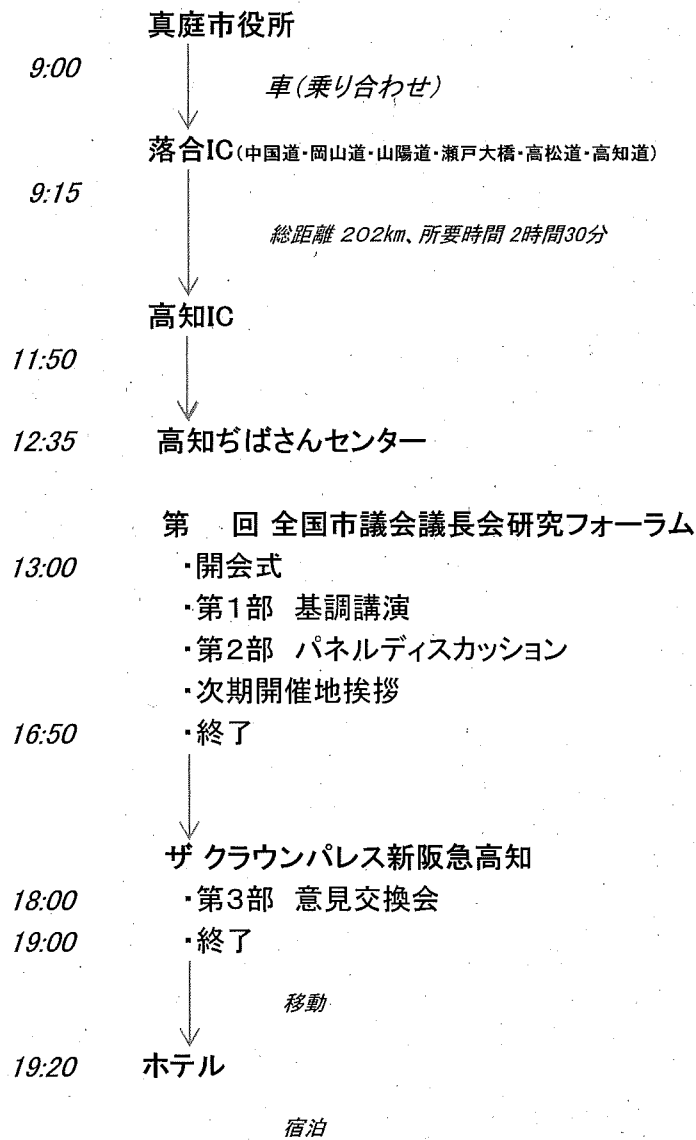 真庭市役所
9:00
車(乗り合わせ)
落合IC(中国道・岡山道・山陽道・瀬戸大橋・高松道・高知道)
9:15
総距離 202km、所要時間 2時間30分
高知IC
11:50
12:35 高知ぢばさんセンター
第 回 全国市議会議長会研究フォーラム
13:00 ・開会式
・第1部 基調講演
・第2部 パネルディスカッション
・次期開催地挨拶
16:50 ・終了
ザ クラウンパレス新阪急高知
18:00 ・第3部 意見交換会
19:00 ・終了
移動
19:20 ホテル
宿泊